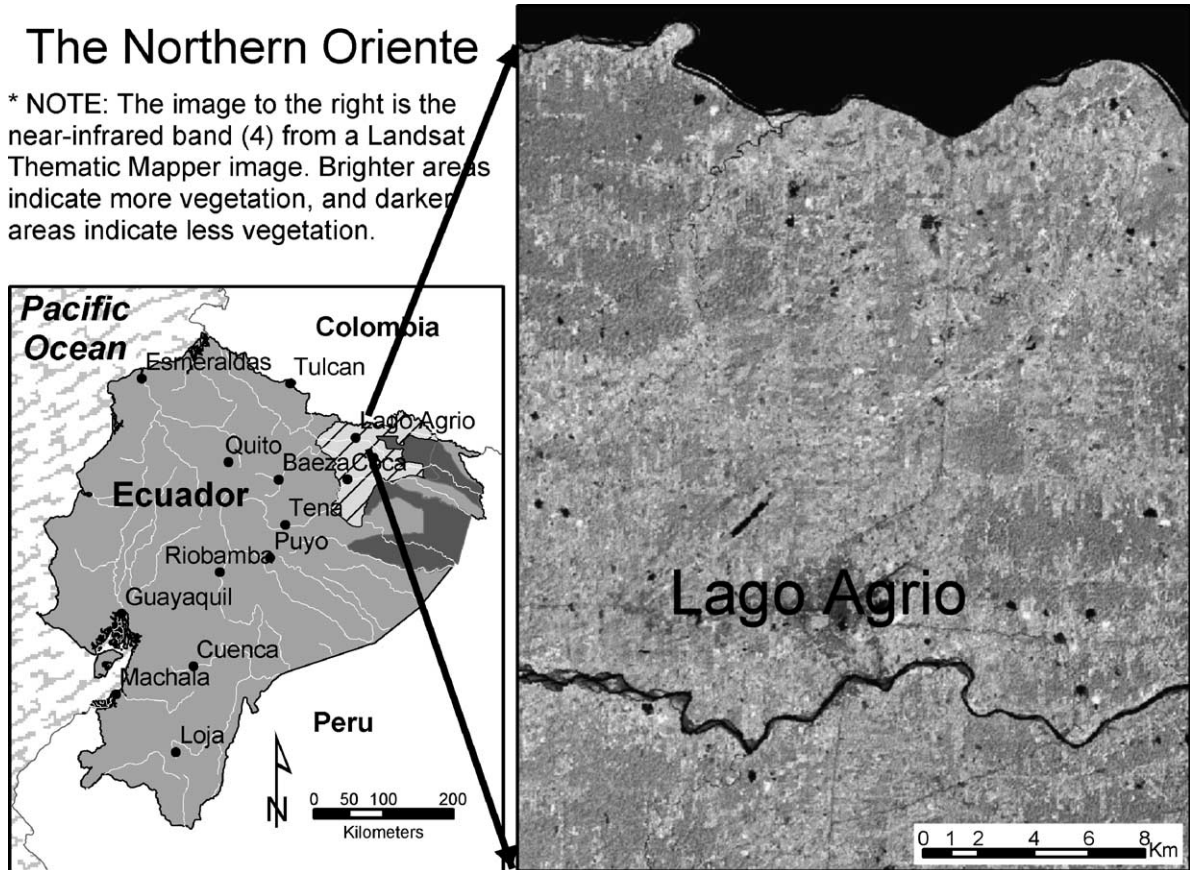 The Northern Oriente
* NOTE: The image to the right is the
near-infrared band (4) from a Landsat
Thematic Mapper image. Brighter areas
indicate more vegetation, and darker
areas indicate less vegetation.
Pacific
Ocean
Colombia
Esmeraldas
Tulcan
Lago Agrio
Quito
Baeza
Coca
Ecuador
Tena
Puyo
Riobamba
Guayaquil
Cuenca
Machala
Peru
Loja
N
0 50 100 200
Kilometers
Lago Agrio
0 1 2 4 6 8
Km